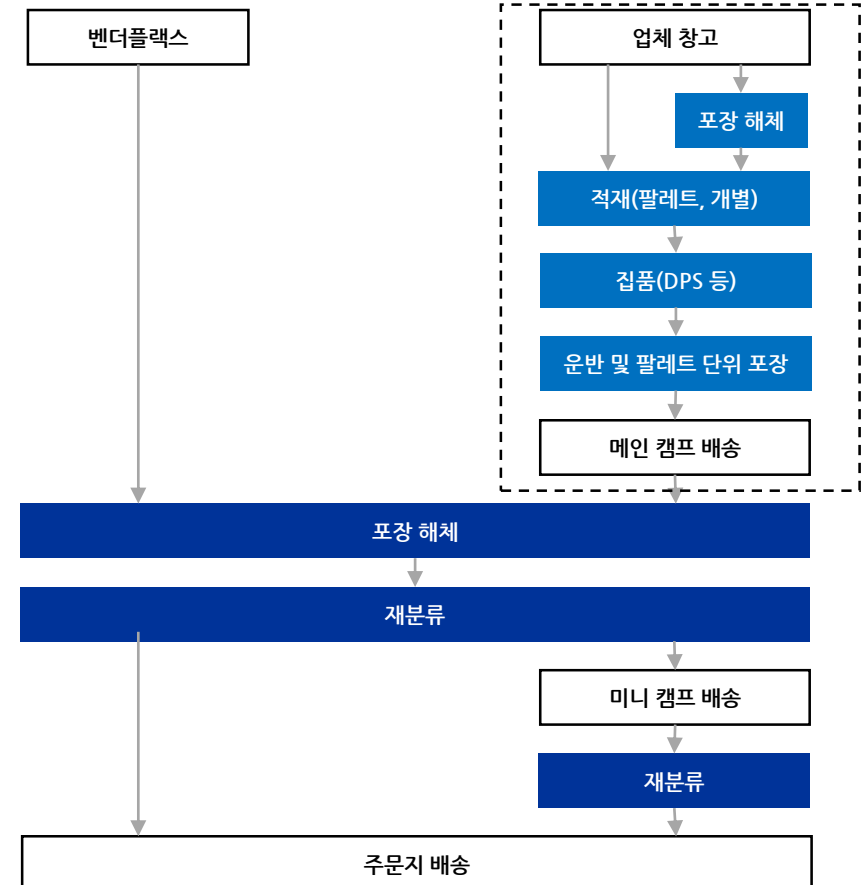 벤더플랙스
업체 창고
포장 해체
적재(팔레트, 개별)
집품(DPS 등)
운반 및 팔레트 단위 포장
메인 캠프 배송
포장 해체
재분류
미니 캠프 배송
재분류
주문지 배송